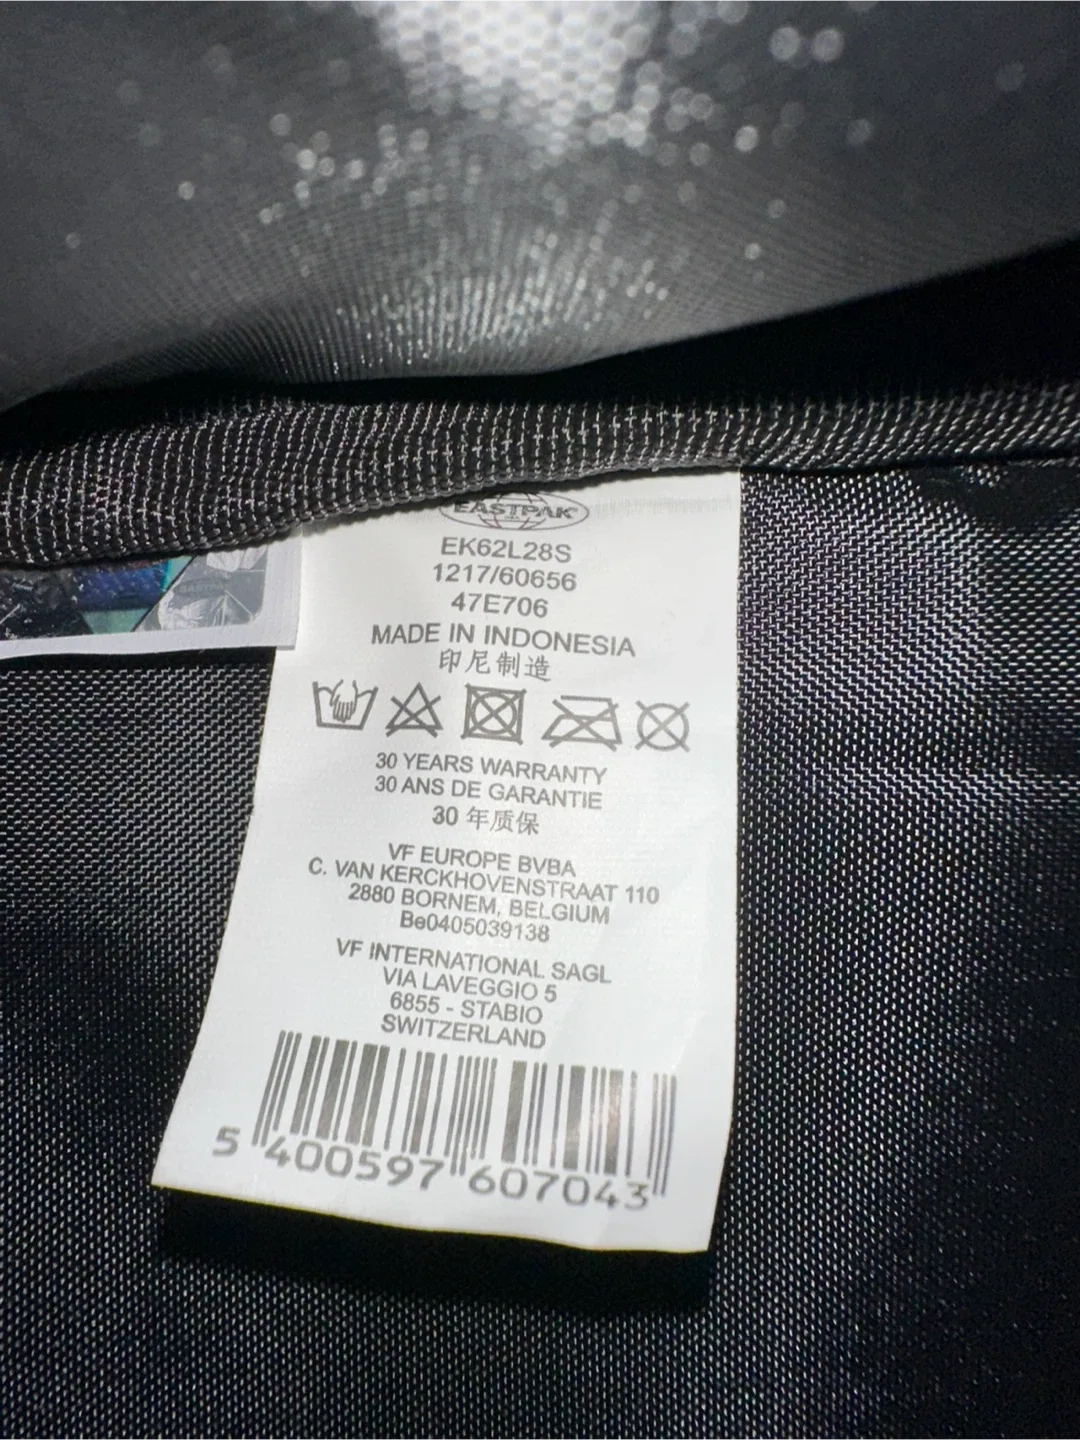 EASTPAK
EK62L28S
1217/60656
47E706
MADE IN INDONESIA
印尼制造
30 YEARS WARRANTY
30 ANS DE GARANTIE
30 年质保
VF EUROPE BVBA
C. VAN KERCKHOVENSTRAAT 110
2880 BORNEM, BELGIUM
Be0405039138
VF INTERNATIONAL SAGL
VIA LAVEGGIO 5
6855 - STABIO
SWITZERLAND
5 400597 607043